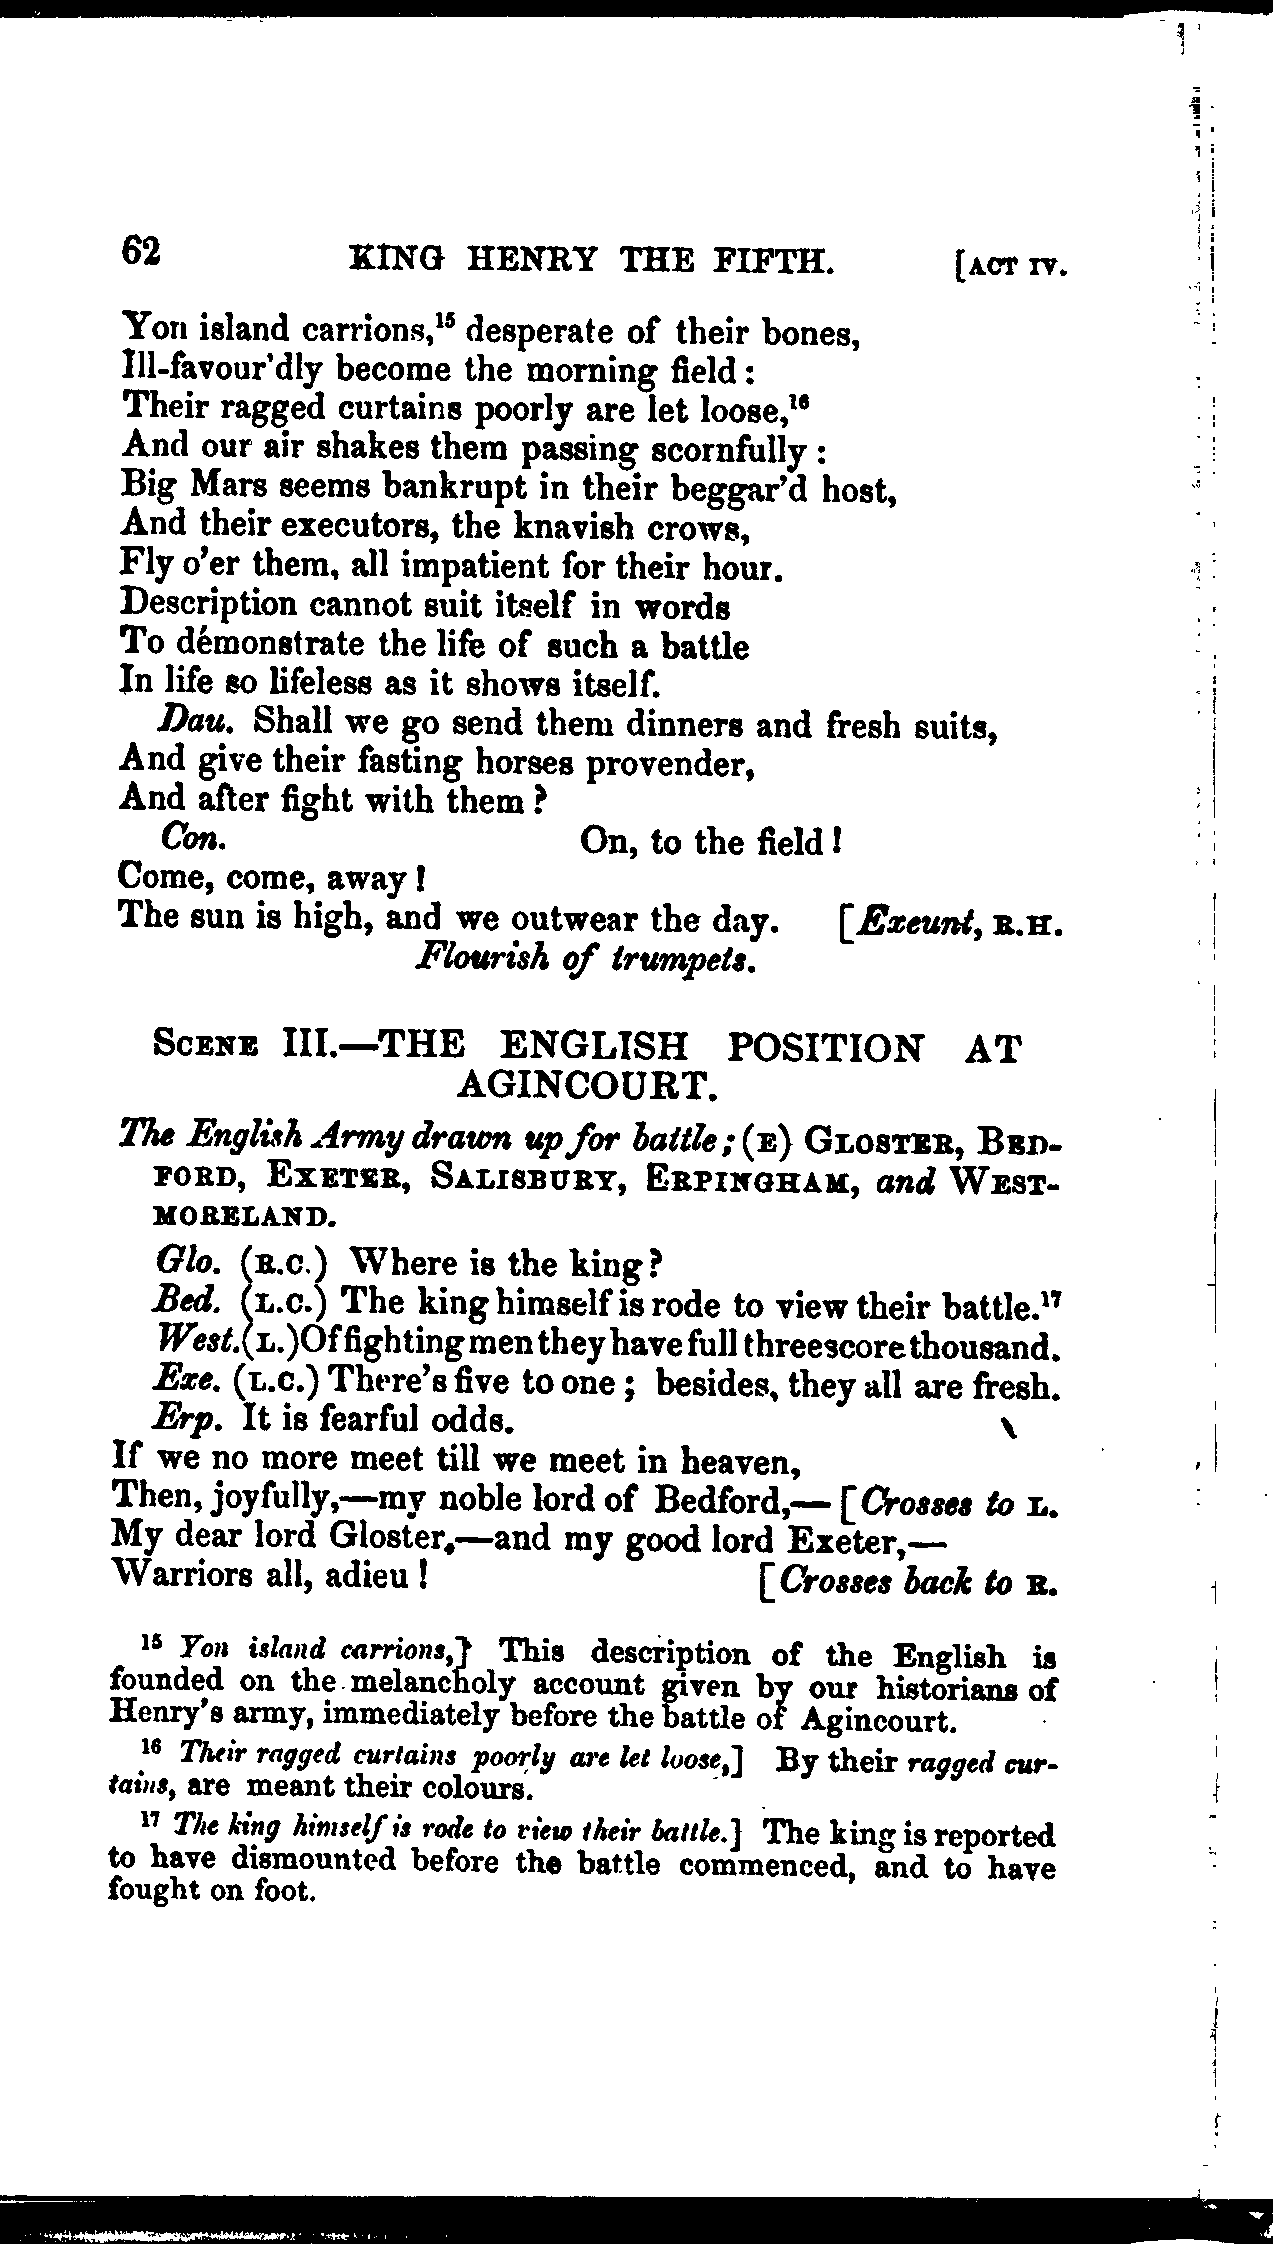 62 KING HENRY THE FIFTH. [ACT IV.
Yon island carrions,¹⁵ desperate of their bones,
Ill-favour'dly become the morning field :
Their ragged curtains poorly are let loose,¹⁶
And our air shakes them passing scornfully :
Big Mars seems bankrupt in their beggar'd host,
And their executors, the knavish crows,
Fly o'er them, all impatient for their hour.
Description cannot suit itself in words
To démonstrate the life of such a battle
In life so lifeless as it shows itself.
Dau. Shall we go send them dinners and fresh suits,
And give their fasting horses provender,
And after fight with them ?
Con. On, to the field !
Come, come, away !
The sun is high, and we outwear the day. [Exeunt, R.H.
Flourish of trumpets.
SCENE III.—THE ENGLISH POSITION AT
AGINCOURT.
The English Army drawn up for battle; (E) GLOSTER, BED-
FORD, EXETER, SALISBURY, ERPINGHAM, and WEST-
MORELAND.
Glo. (R.C.) Where is the king?
Bed. (L.C.) The king himself is rode to view their battle.¹⁷
West. (L.) Of fighting men they have full threescore thousand.
Exe. (L.C.) There's five to one ; besides, they all are fresh.
Erp. It is fearful odds.
If we no more meet till we meet in heaven,
Then, joyfully,—my noble lord of Bedford,— [Crosses to L.
My dear lord Gloster,—and my good lord Exeter,—
Warriors all, adieu ! [Crosses back to R.
¹⁵ Yon island carrions,} This description of the English is
founded on the melancholy account given by our historians of
Henry's army, immediately before the battle of Agincourt.
¹⁶ Their ragged curtains poorly are let loose,] By their ragged cur-
tains, are meant their colours.
¹⁷ The king himself is rode to view their battle.] The king is reported
to have dismounted before the battle commenced, and to have
fought on foot.